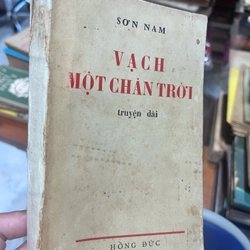 SƠN NAM
VẠCH
MỘT CHÂN TRỜI
truyện dài
HỒNG ĐỨC